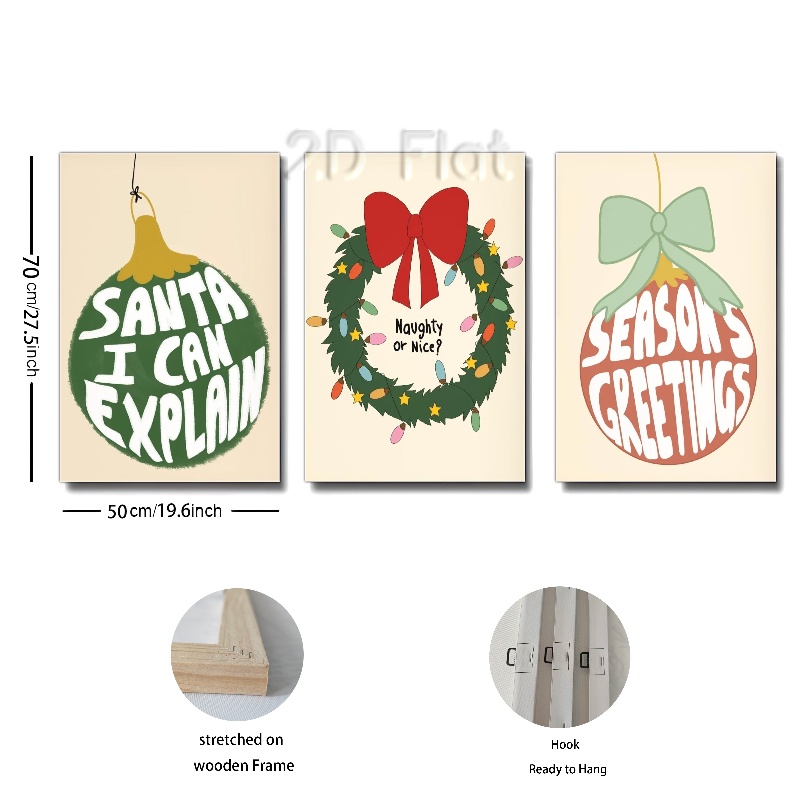 2D Flat
SANTA
I CAN
EXPLAIN
Naughty
or Nice?
SEASON'S
GREETINGS
70cm/27.5inch
50cm/19.6inch
stretched on
wooden Frame
Hook
Ready to Hang